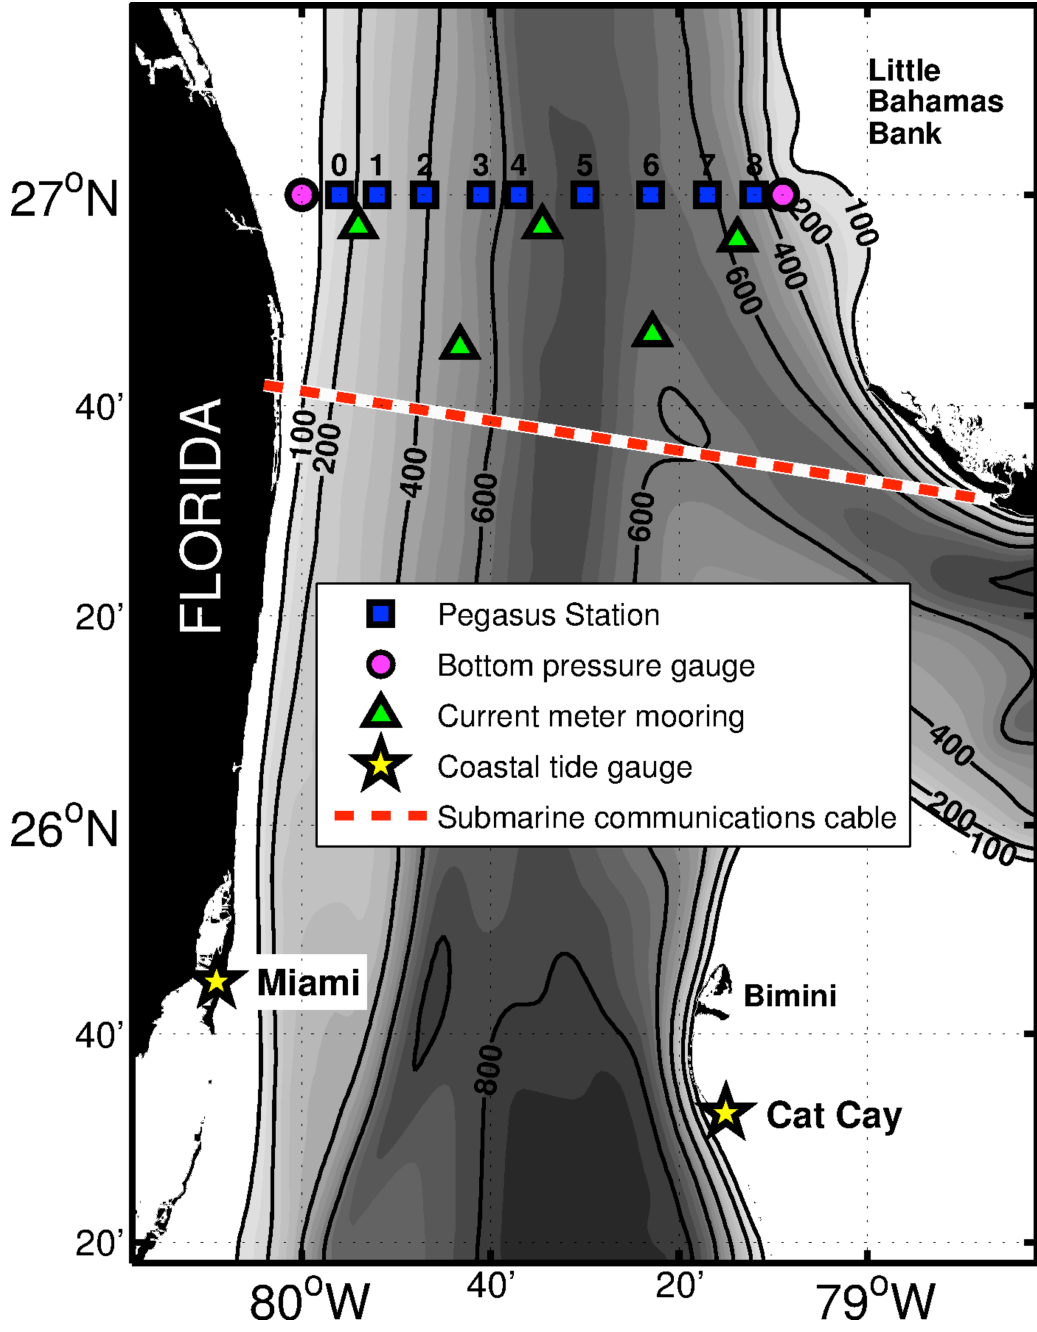 Little
Bahamas
Bank
0 1 2 3 4 5 6 7 8
27°N
200
100
400
600
40'
FLORIDA
100
200
400
600
600
20'
Pegasus Station
Bottom pressure gauge
Current meter mooring
Coastal tide gauge
Submarine communications cable
400
200
100
26°N
Miami
Bimini
40'
800
Cat Cay
20'
80°W
40'
20'
79°W